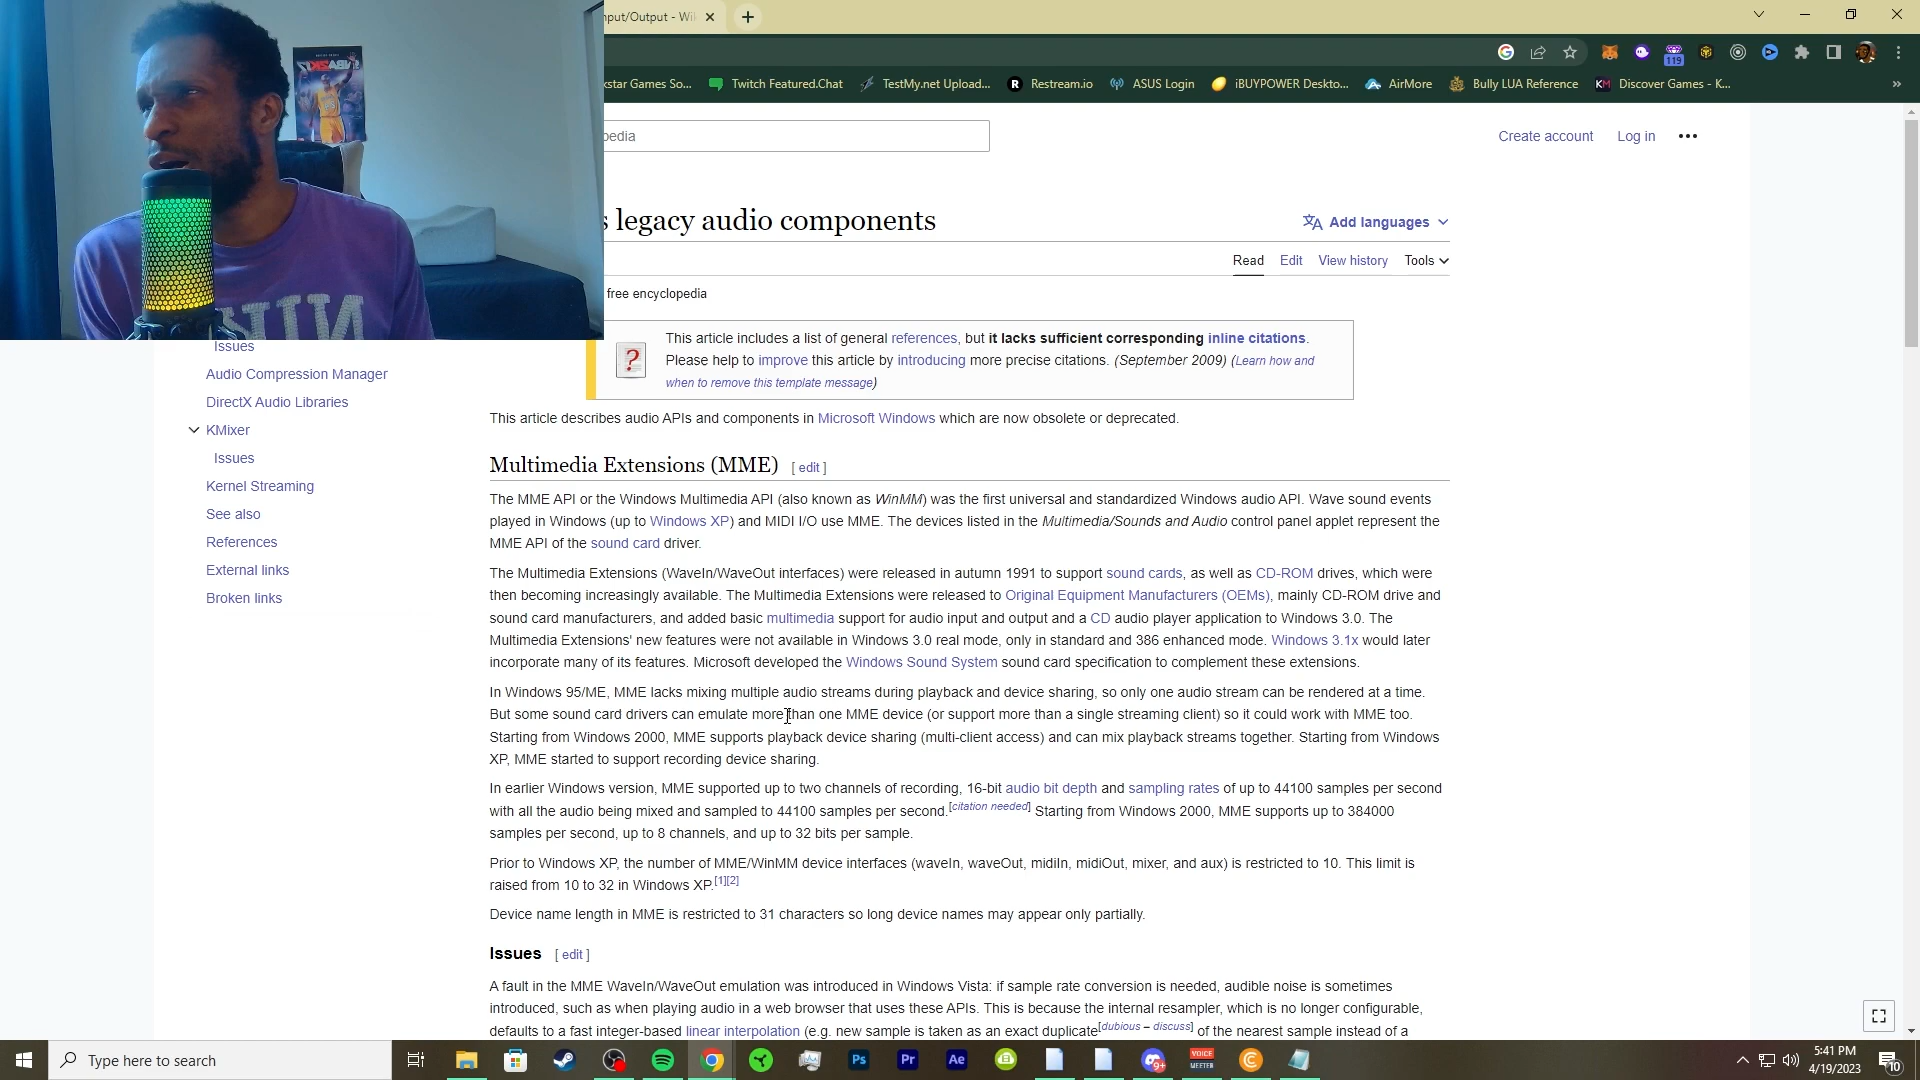 nput/Output - Wi
119
kstar Games So...
Twitch Featured.Chat
TestMy.net Upload...
R
Restream.io
ASUS Login
iBUYPOWER Deskto...
AirMore
Bully LUA Reference
KM
Discover Games - K...
»
pedia
Create account
Log in
s legacy audio components
Add languages
Read
Edit
View history
Tools
free encyclopedia
This article includes a list of general references, but it lacks sufficient corresponding inline citations.
Please help to improve this article by introducing more precise citations. (September 2009) (Learn how and
when to remove this template message)
This article describes audio APIs and components in Microsoft Windows which are now obsolete or deprecated.
Issues
Audio Compression Manager
DirectX Audio Libraries
KMixer
Issues
Kernel Streaming
See also
References
External links
Broken links
Multimedia Extensions (MME) [ edit ]
The MME API or the Windows Multimedia API (also known as WinMM) was the first universal and standardized Windows audio API. Wave sound events
played in Windows (up to Windows XP) and MIDI I/O use MME. The devices listed in the Multimedia/Sounds and Audio control panel applet represent the
MME API of the sound card driver.
The Multimedia Extensions (WaveIn/WaveOut interfaces) were released in autumn 1991 to support sound cards, as well as CD-ROM drives, which were
then becoming increasingly available. The Multimedia Extensions were released to Original Equipment Manufacturers (OEMs), mainly CD-ROM drive and
sound card manufacturers, and added basic multimedia support for audio input and output and a CD audio player application to Windows 3.0. The
Multimedia Extensions' new features were not available in Windows 3.0 real mode, only in standard and 386 enhanced mode. Windows 3.1x would later
incorporate many of its features. Microsoft developed the Windows Sound System sound card specification to complement these extensions.
In Windows 95/ME, MME lacks mixing multiple audio streams during playback and device sharing, so only one audio stream can be rendered at a time.
But some sound card drivers can emulate more than one MME device (or support more than a single streaming client) so it could work with MME too.
Starting from Windows 2000, MME supports playback device sharing (multi-client access) and can mix playback streams together. Starting from Windows
XP, MME started to support recording device sharing.
In earlier Windows version, MME supported up to two channels of recording, 16-bit audio bit depth and sampling rates of up to 44100 samples per second
with all the audio being mixed and sampled to 44100 samples per second.[citation needed] Starting from Windows 2000, MME supports up to 384000
samples per second, up to 8 channels, and up to 32 bits per sample.
Prior to Windows XP, the number of MME/WinMM device interfaces (waveIn, waveOut, midiIn, midiOut, mixer, and aux) is restricted to 10. This limit is
raised from 10 to 32 in Windows XP.[1][2]
Device name length in MME is restricted to 31 characters so long device names may appear only partially.
Issues [ edit ]
A fault in the MME WaveIn/WaveOut emulation was introduced in Windows Vista: if sample rate conversion is needed, audible noise is sometimes
introduced, such as when playing audio in a web browser that uses these APIs. This is because the internal resampler, which is no longer configurable,
defaults to a fast integer-based linear interpolation (e.g. new sample is taken as an exact duplicate[dubious – discuss] of the nearest sample instead of a
Type here to search
Ps
Pr
Ae
9+
VOICE
MEETER
5:41 PM
4/19/2023
10